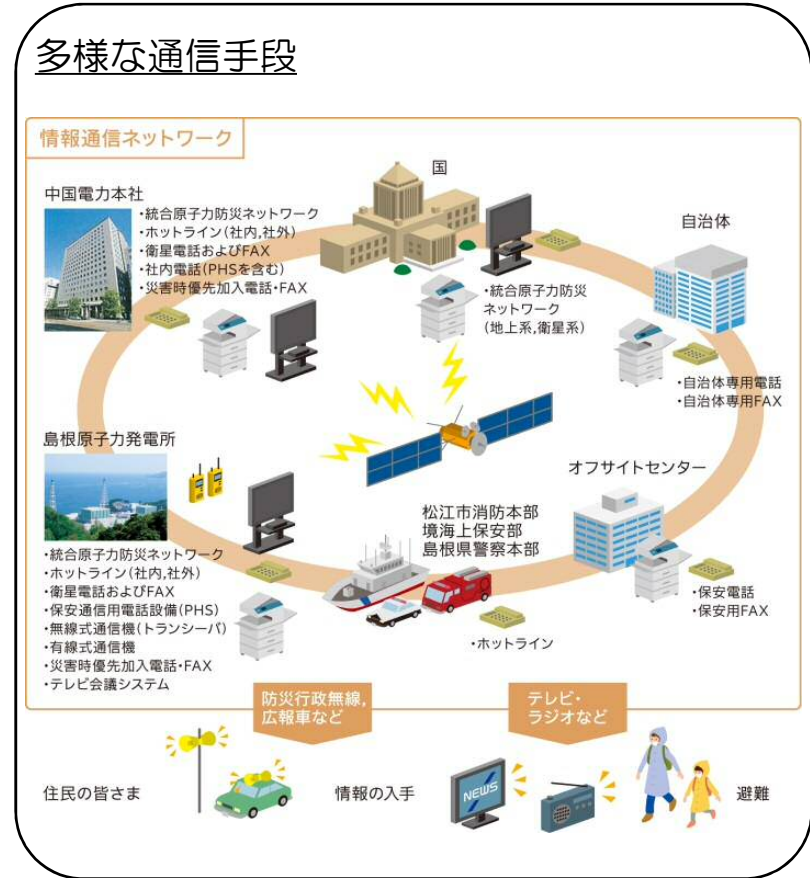 多様な通信手段
情報通信ネットワーク
国
中国電力本社
・統合原子力防災ネットワーク
・ホットライン(社内,社外)
・衛星電話およびFAX
・社内電話(PHSを含む)
・災害時優先加入電話・FAX
・統合原子力防災
ネットワーク
(地上系,衛星系)
自治体
・自治体専用電話
・自治体専用FAX
島根原子力発電所
・統合原子力防災ネットワーク
・ホットライン(社内,社外)
・衛星電話およびFAX
・保安通信用電話設備(PHS)
・無線式通信機(トランシーバ)
・有線式通信機
・災害時優先加入電話・FAX
・テレビ会議システム
松江市消防本部
境海上保安部
島根県警察本部
・ホットライン
オフサイトセンター
・保安電話
・保安用FAX
防災行政無線,
広報車など
テレビ・
ラジオなど
住民の皆さま
情報の入手
NEWS
避難